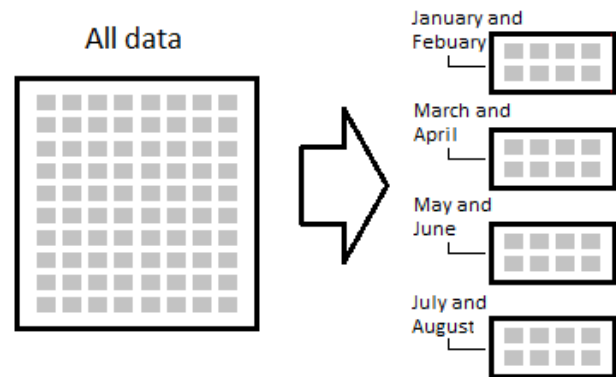 All data
January and
Febuary
March and
April
May and
June
July and
August